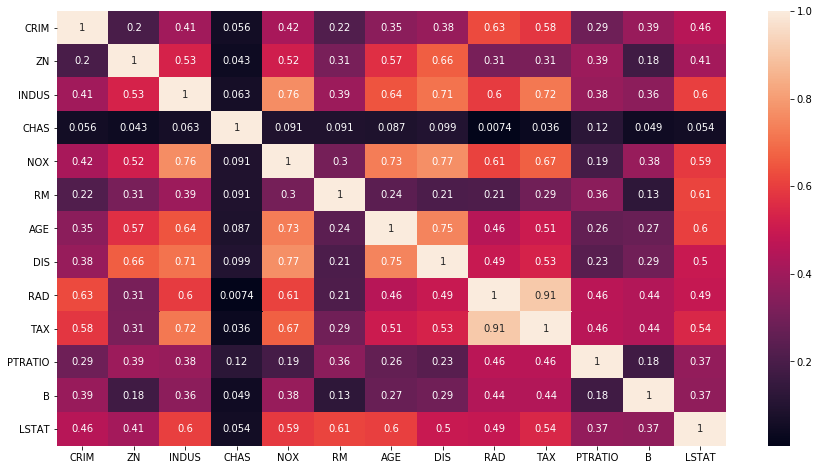 CRIM 1 0.2 0.41 0.056 0.42 0.22 0.35 0.38 0.63 0.58 0.29 0.39 0.46
ZN 0.2 1 0.53 0.043 0.52 0.31 0.57 0.66 0.31 0.31 0.39 0.18 0.41
INDUS 0.41 0.53 1 0.063 0.76 0.39 0.64 0.71 0.6 0.72 0.38 0.36 0.6
CHAS 0.056 0.043 0.063 1 0.091 0.091 0.087 0.099 0.0074 0.036 0.12 0.049 0.054
NOX 0.42 0.52 0.76 0.091 1 0.3 0.73 0.77 0.61 0.67 0.19 0.38 0.59
RM 0.22 0.31 0.39 0.091 0.3 1 0.24 0.21 0.21 0.29 0.36 0.13 0.61
AGE 0.35 0.57 0.64 0.087 0.73 0.24 1 0.75 0.46 0.51 0.26 0.27 0.6
DIS 0.38 0.66 0.71 0.099 0.77 0.21 0.75 1 0.49 0.53 0.23 0.29 0.5
RAD 0.63 0.31 0.6 0.0074 0.61 0.21 0.46 0.49 1 0.91 0.46 0.44 0.49
TAX 0.58 0.31 0.72 0.036 0.67 0.29 0.51 0.53 0.91 1 0.46 0.44 0.54
PTRATIO 0.29 0.39 0.38 0.12 0.19 0.36 0.26 0.23 0.46 0.46 1 0.18 0.37
B 0.39 0.18 0.36 0.049 0.38 0.13 0.27 0.29 0.44 0.44 0.18 1 0.37
LSTAT 0.46 0.41 0.6 0.054 0.59 0.61 0.6 0.5 0.49 0.54 0.37 0.37 1
CRIM ZN INDUS CHAS NOX RM AGE DIS RAD TAX PTRATIO B LSTAT
1.0
0.8
0.6
0.4
0.2